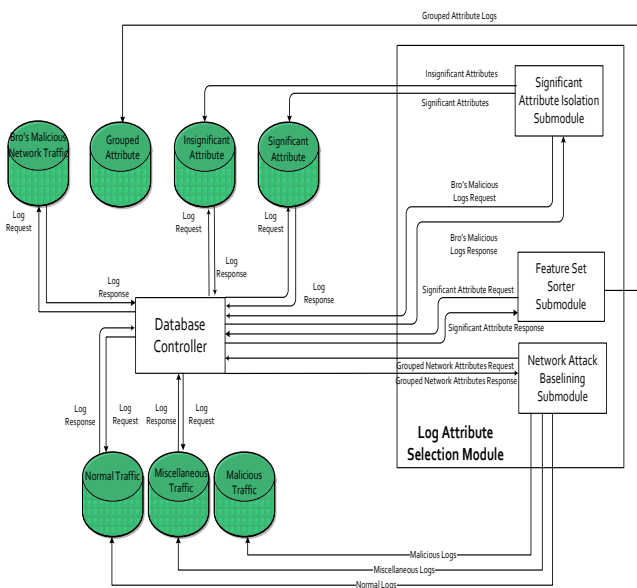 Grouped Attribute Logs
Insignificant Attributes
Significant Attributes
Significant
Attribute Isolation
Submodule
Bro's Malicious
Network Traffic
Grouped
Attribute
Insignificant
Attribute
Significant
Attribute
Bro's Malicious
Logs Request
Log
Request
Log
Request
Log
Request
Bro's Malicious
Logs Response
Log
Response
Log
Response
Log
Response
Feature Set
Sorter
Submodule
Significant Attribute Request
Significant Attribute Response
Database
Controller
Network Attack
Baselining
Submodule
Grouped Network Attributes Request
Grouped Network Attributes Response
Log
Response
Log
Request
Log
Response
Log
Request
Log Attribute
Selection Module
Normal Traffic
Miscellaneous
Traffic
Malicious
Traffic
Malicious Logs
Miscellaneous Logs
Normal Logs